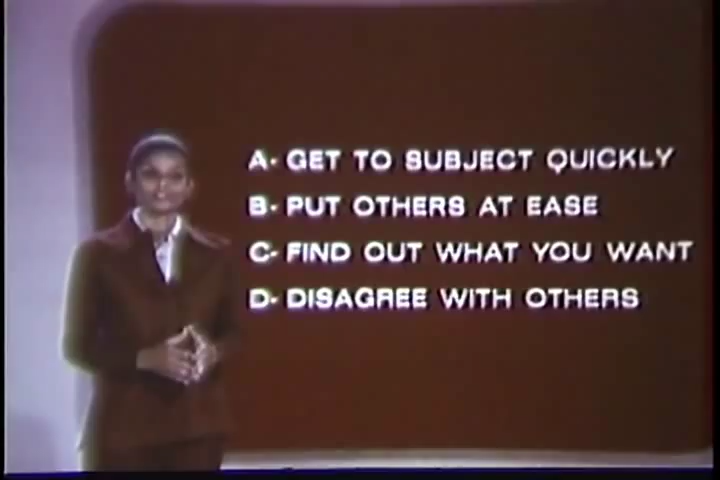 A- GET TO SUBJECT QUICKLY
B- PUT OTHERS AT EASE
C- FIND OUT WHAT YOU WANT
D- DISAGREE WITH OTHERS